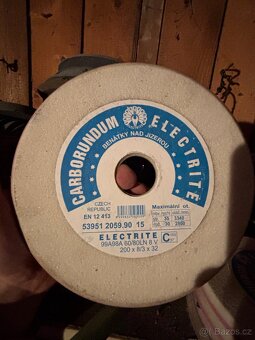 CARBORUNDUM ELECTRITE
BENÁTKY NAD JIZEROU
CZECH
REPUBLIC
EN 12 413
Maximální ot.
53951 2059.90 15
ELECTRITE
99A98A 60/80LN 8 V
200 x 8/3 x 32
Sbazar.cz